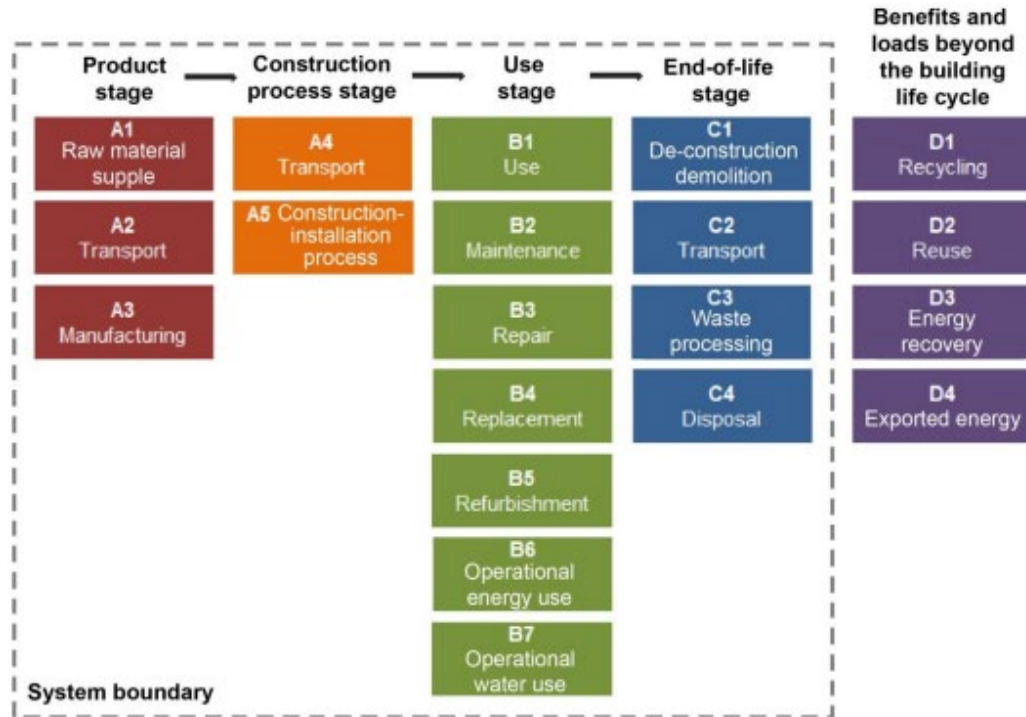 Product
stage
Construction
process stage
Use
stage
End-of-life
stage
Benefits and
loads beyond
the building
life cycle
A1
Raw material
supple
A2
Transport
A3
Manufacturing
A4
Transport
A5 Construction-
installation
process
B1
Use
B2
Maintenance
B3
Repair
B4
Replacement
B5
Refurbishment
B6
Operational
energy use
B7
Operational
water use
C1
De-construction
demolition
C2
Transport
C3
Waste
processing
C4
Disposal
D1
Recycling
D2
Reuse
D3
Energy
recovery
D4
Exported energy
System boundary